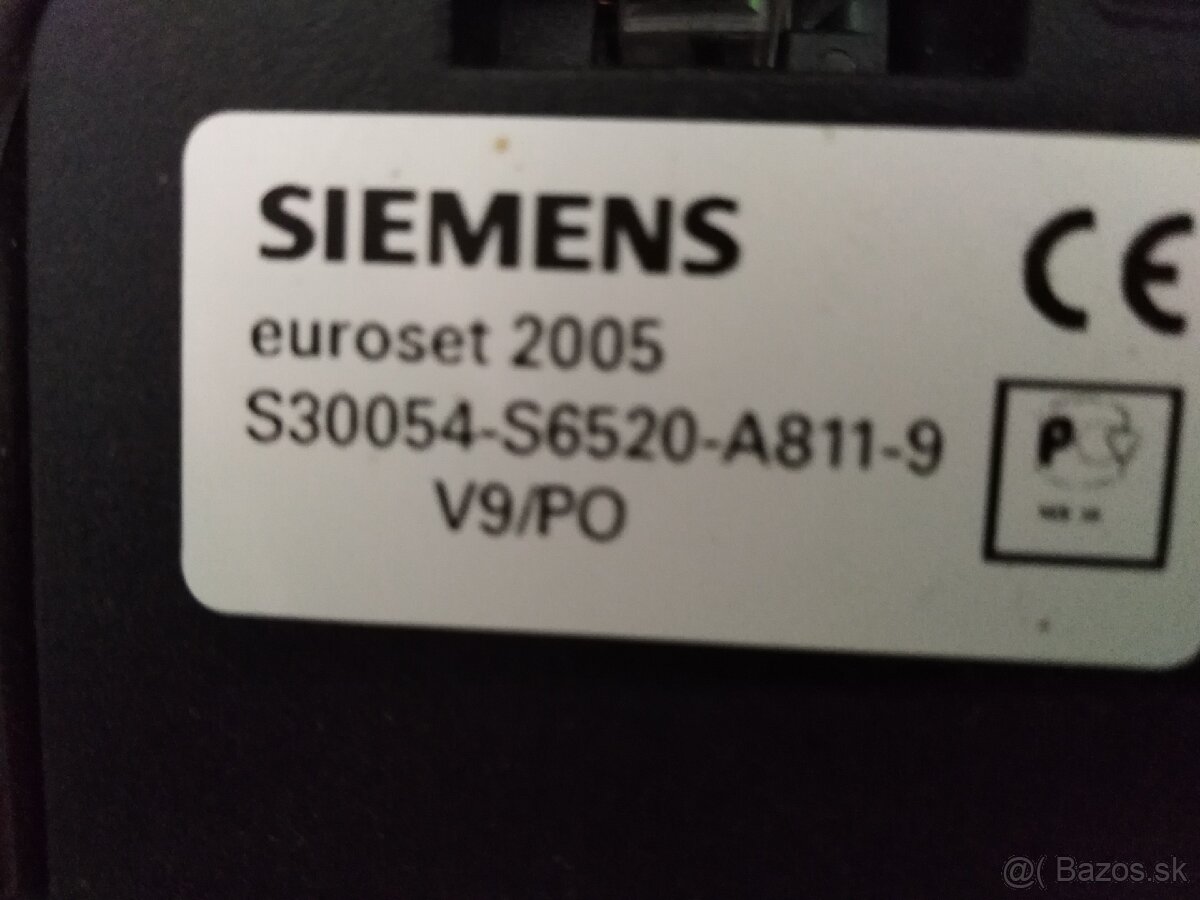 SIEMENS
euroset 2005
S30054-S6520-A811-9
V9/PO
CE
@( Bazos.sk